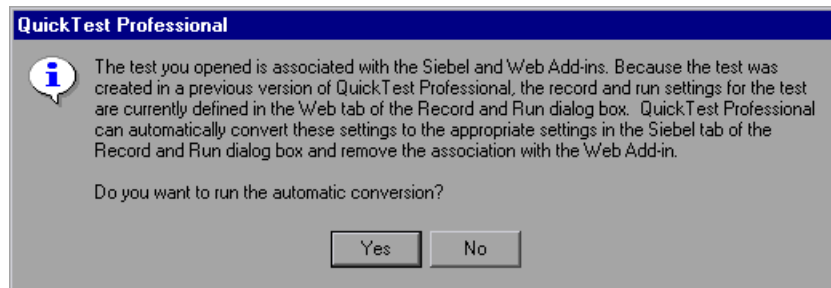 QuickTest Professional
The test you opened is associated with the Siebel and Web Add-ins. Because the test was
created in a previous version of QuickTest Professional, the record and run settings for the test
are currently defined in the Web tab of the Record and Run dialog box.  QuickTest Professional
can automatically convert these settings to the appropriate settings in the Siebel tab of the
Record and Run dialog box and remove the association with the Web Add-in.
Do you want to run the automatic conversion?
Yes No